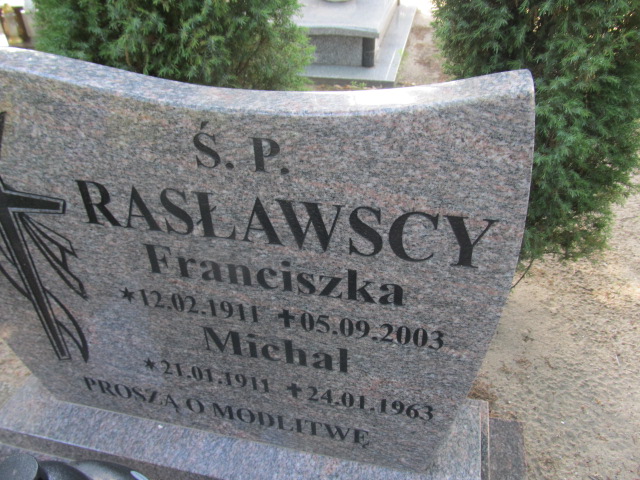 Ś. P.
RASŁAWSCY
Franciszka
*12.02.1911 ✝05.09.2003
Michał
*21.01.1911 ✝24.01.1963
PROSZĄ O MODLITWĘ